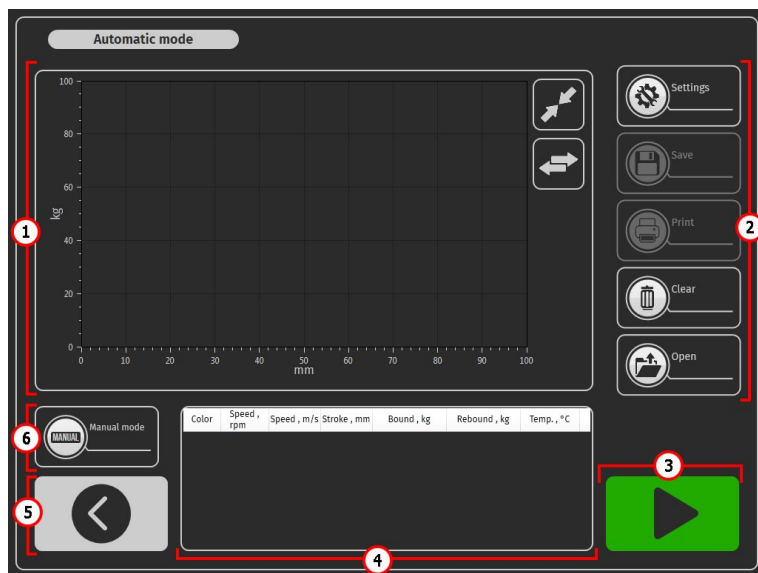 Automatic mode
100
80
60
40
20
0
kg
0 10 20 30 40 50 60 70 80 90 100
mm
1
Settings
Save
Print
Clear
Open
2
MANUAL
Manual mode
6
Color Speed , rpm Speed , m/s Stroke , mm Bound , kg Rebound , kg Temp. , °C
3
5
4